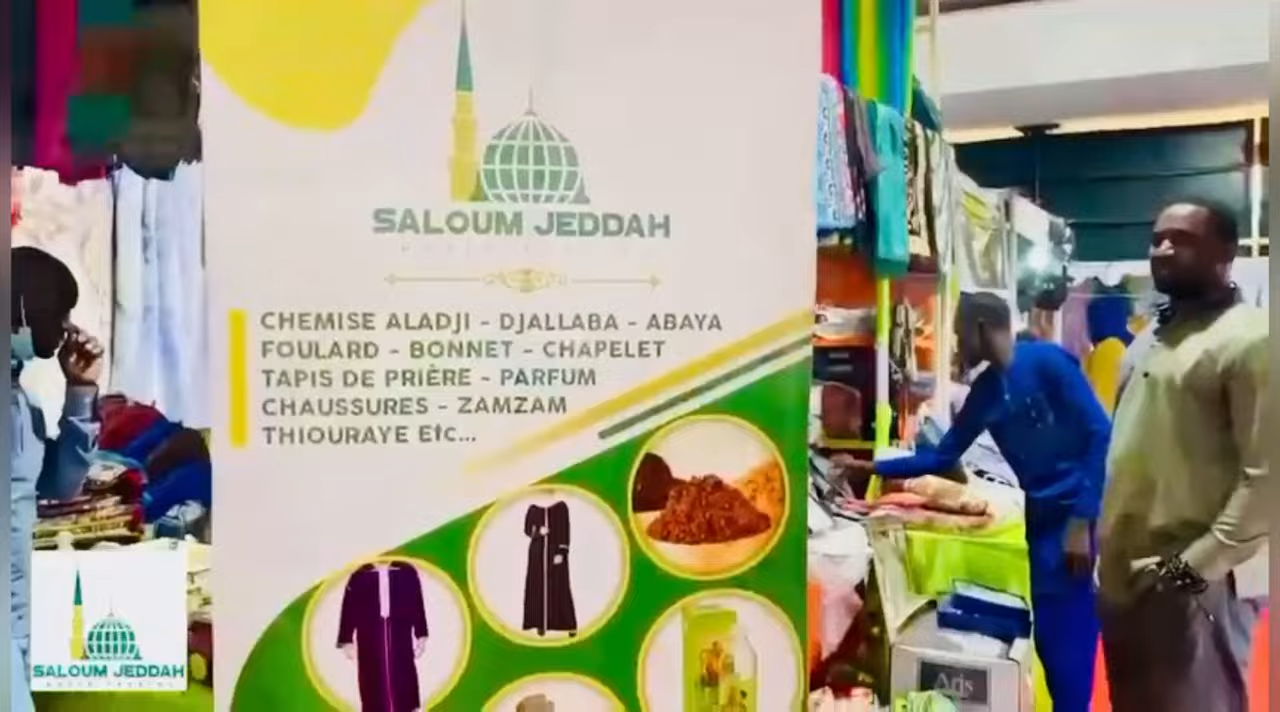 SALOUM JEDDAH
CHEMISE ALADJI - DJALLABA - ABAYA
FOULARD - BONNET - CHAPELET
TAPIS DE PRIÈRE - PARFUM
CHAUSSURES - ZAMZAM
THIOURAYE Etc...
SALOUM JEDDAH
Aris